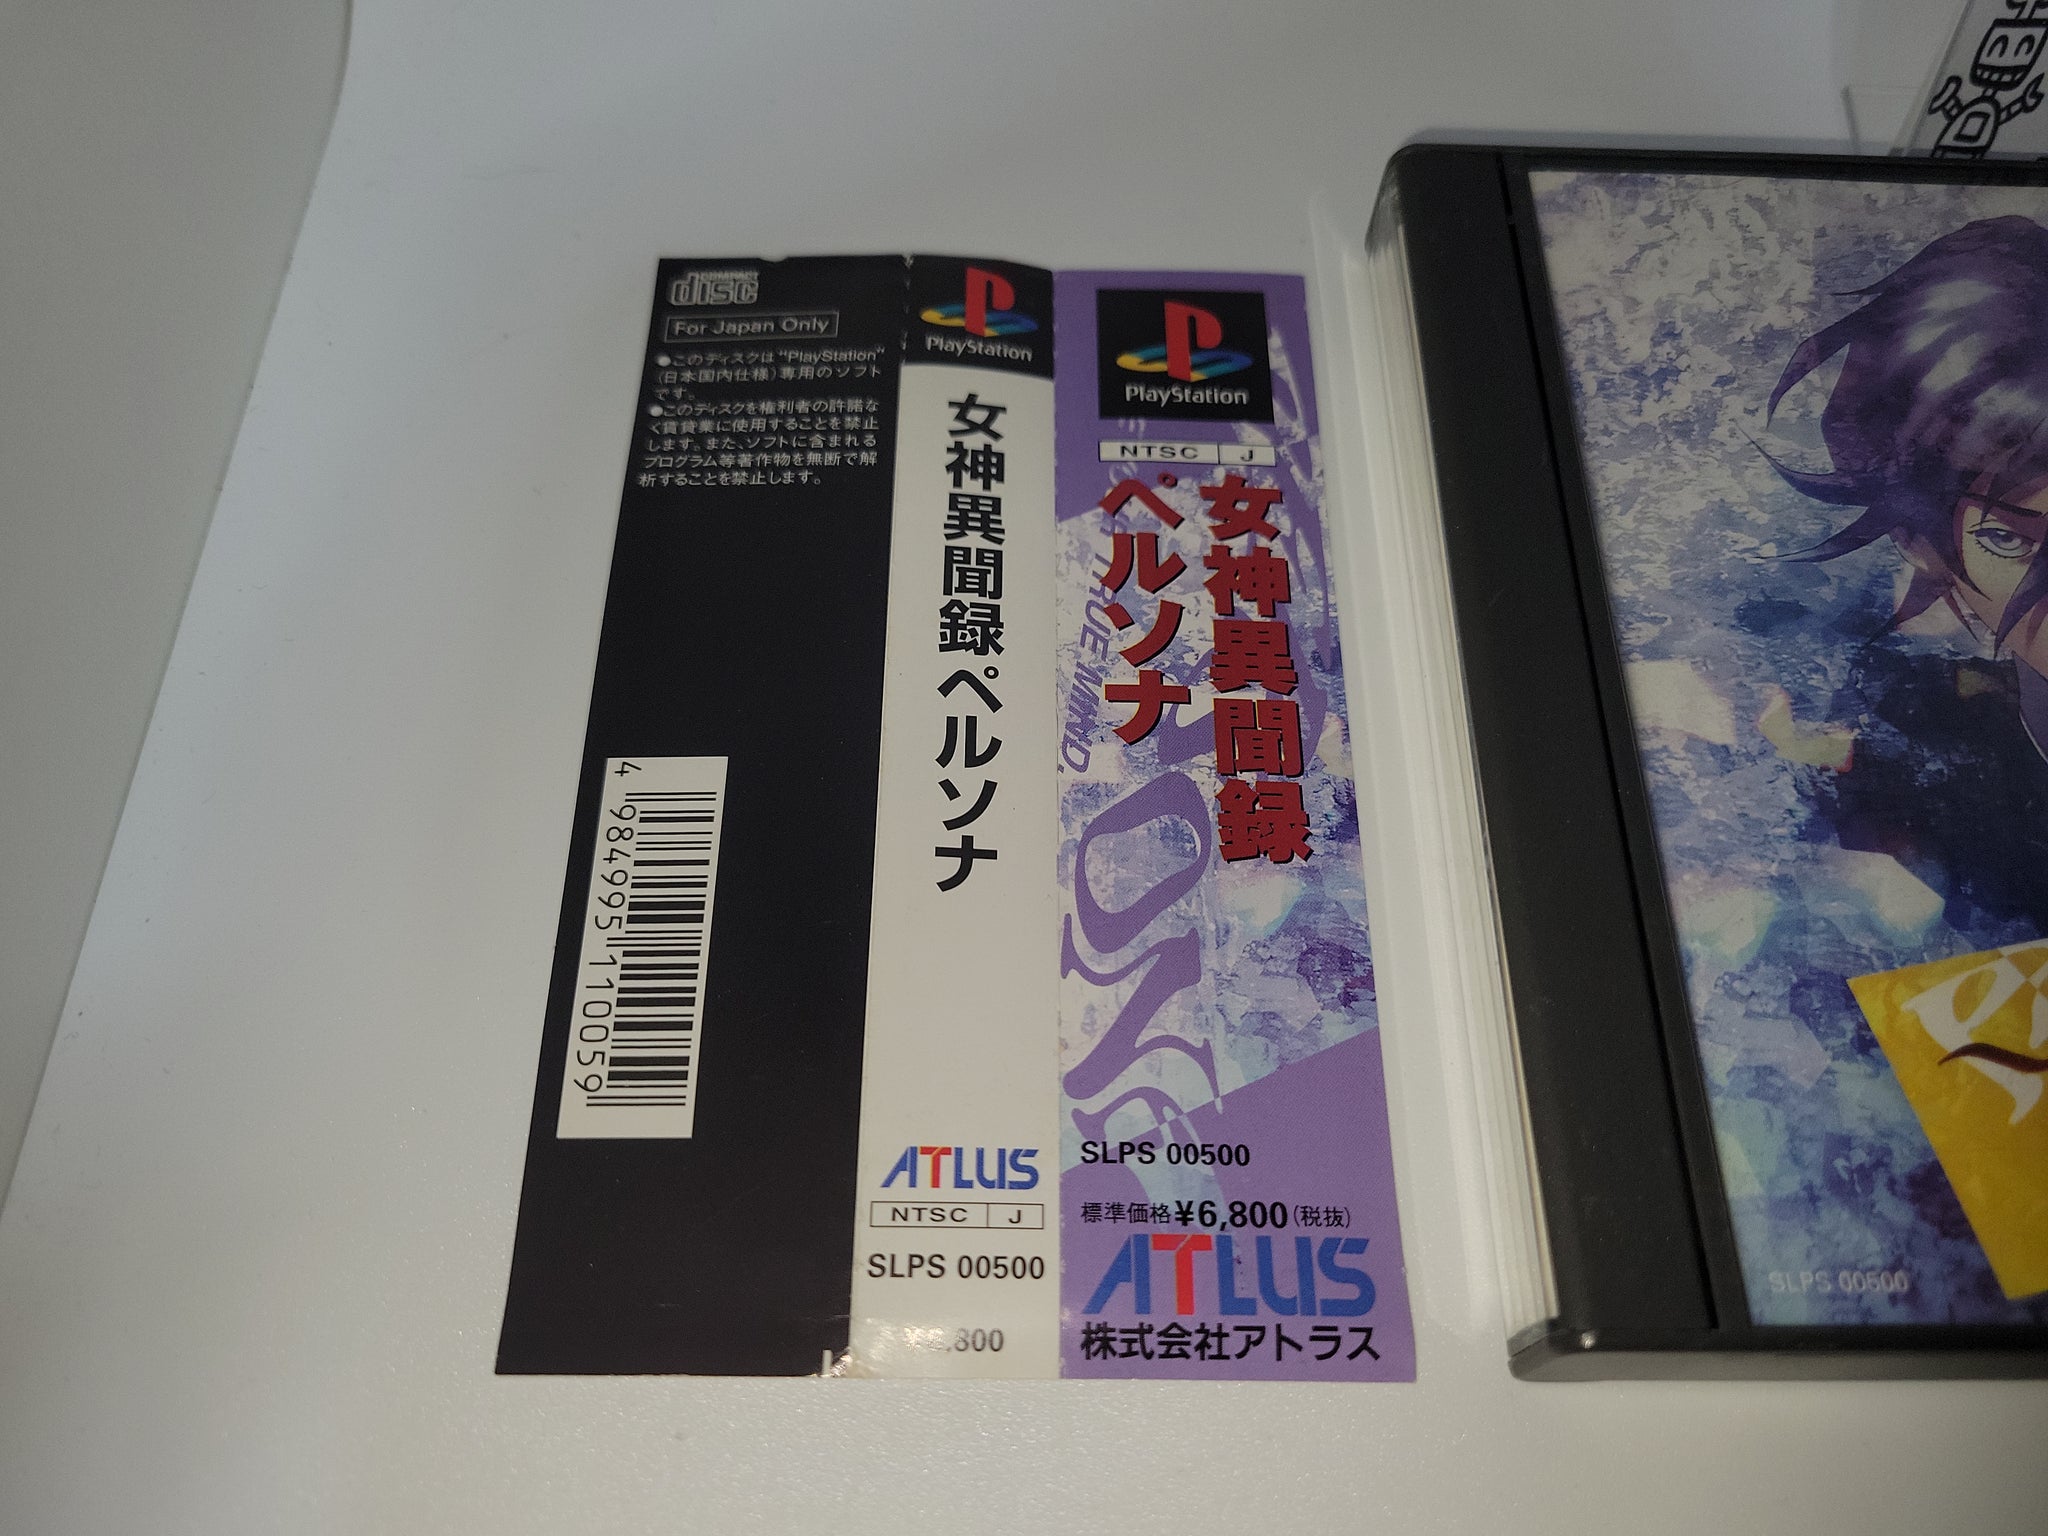 COMPACT
disc
For Japan Only
●このディスクは"PlayStation"
(日本国内仕様)専用のソフト
です。
●このディスクを権利者の許諾な
く賃貸業に使用することを禁止
します。また、ソフトに含まれる
プログラム等著作物を無断で解
析することを禁止します。
4 984995 110059
PlayStation
女神異聞録ペルソナ
ATLUS
NTSC J
SLPS 00500
,800
PlayStation
NTSC J
女神異聞録
ペルソナ
TRUE MIND,
SLPS 00500
標準価格¥6,800(税抜)
ATLUS
株式会社アトラス
SLPS 00500